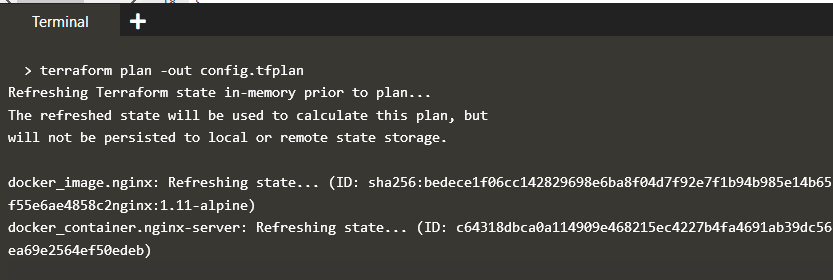 Terminal
> terraform plan -out config.tfplan
Refreshing Terraform state in-memory prior to plan...
The refreshed state will be used to calculate this plan, but
will not be persisted to local or remote state storage.
docker_image.nginx: Refreshing state... (ID: sha256:bedece1f06cc142829698e6ba8f04d7f92e7f1b94b985e14b65
f55e6ae4858c2nginx:1.11-alpine)
docker_container.nginx-server: Refreshing state... (ID: c64318dbca0a114909e468215ec4227b4fa4691ab39dc56
ea69e2564ef50edeb)